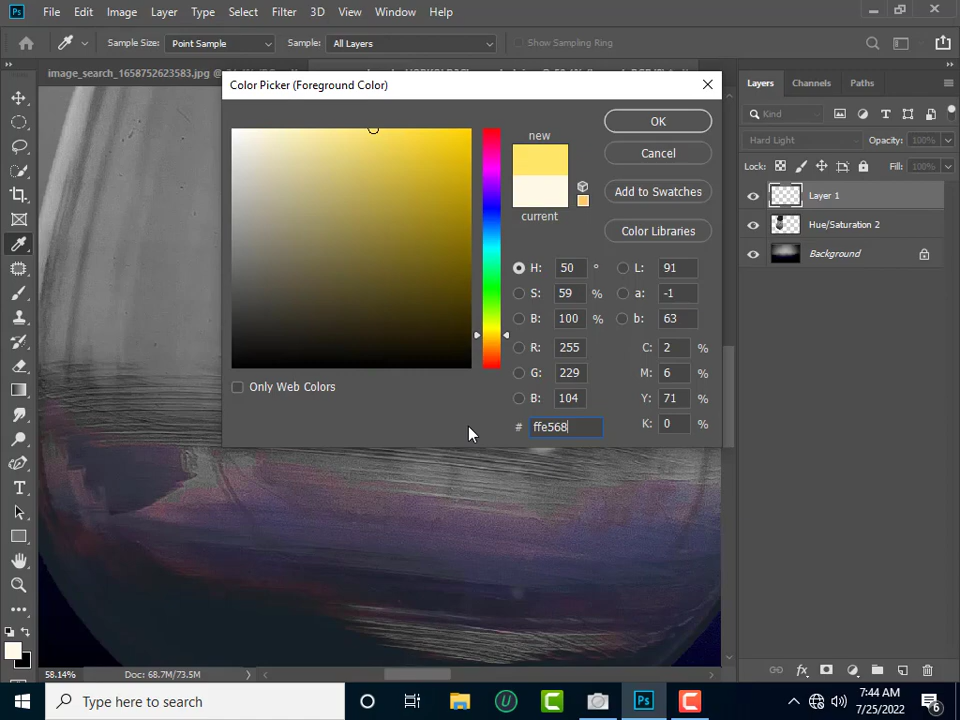 Ps File Edit Image Layer Type Select Filter 3D View Window Help
Sample Size: Point Sample Sample: All Layers Show Sampling Ring
image_search_1658752623583.jpg @
Color Picker (Foreground Color)
new
current
OK
Cancel
Add to Swatches
Color Libraries
H: 50 °
S: 59 %
B: 100 %
R: 255
G: 229
B: 104
# ffe568
L: 91
a: -1
b: 63
C: 2 %
M: 6 %
Y: 71 %
K: 0 %
Only Web Colors
Layers Channels Paths
Kind
Hard Light Opacity: 100%
Lock: Fill: 100%
Layer 1
Hue/Saturation 2
Background
58.14% Doc: 68.7M/73.5M
Type here to search
U
C
Ps
C
7:44 AM
7/25/2022
6